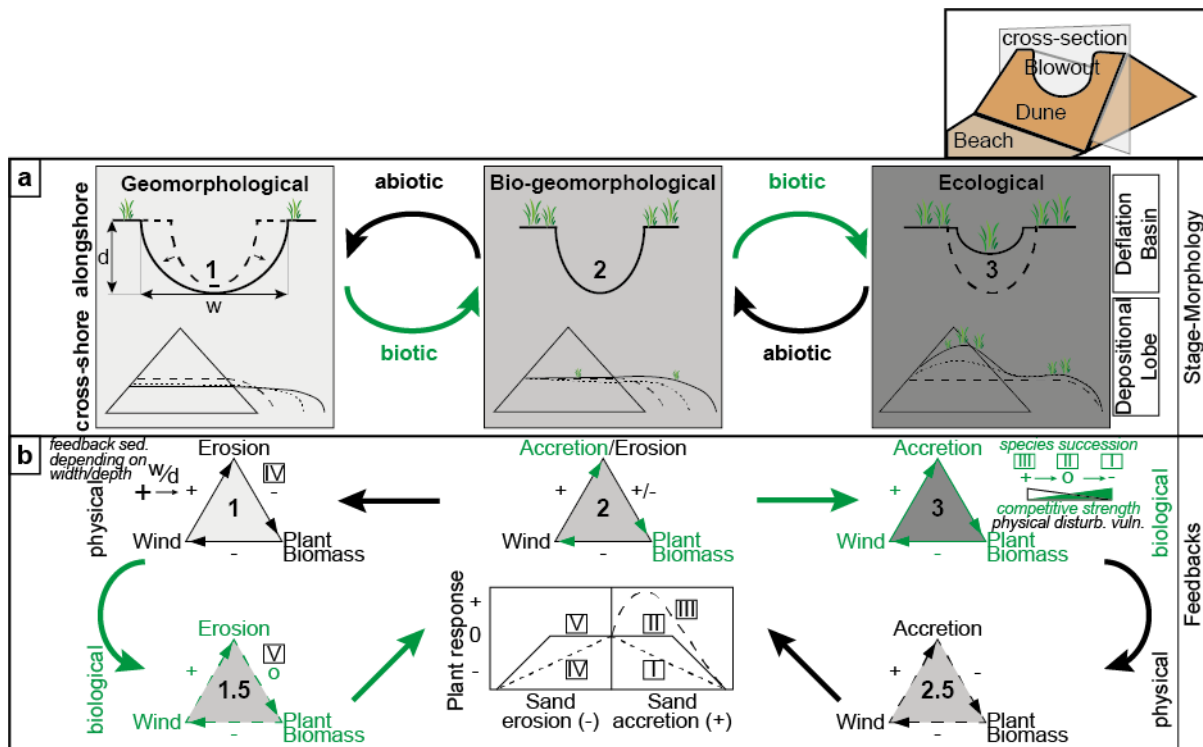 cross-section
Blowout
Dune
Beach
a
Geomorphological
abiotic
Bio-geomorphological
biotic
Ecological
alongshore
d
1
w
2
3
Deflation
Basin
cross-shore
biotic
abiotic
Depositional
Lobe
Stage-Morphology
b
feedback sed.
depending on
width/depth
w/d
+
physical
Erosion
IV
+
-
1
Wind
-
Plant
Biomass
Accretion/Erosion
+
+/-
2
Wind
-
Plant
Biomass
Accretion
+
3
Wind
-
Plant
Biomass
species succession
III II I
+ o -
competitive strength
physical disturb. vuln.
biological
Feedbacks
biological
Erosion
V
+
o
1.5
Wind
-
Plant
Biomass
Plant response
+
0
-
V
II
III
IV
I
Sand
erosion (-)
Sand
accretion (+)
Accretion
+
-
2.5
Wind
-
Plant
Biomass
physical